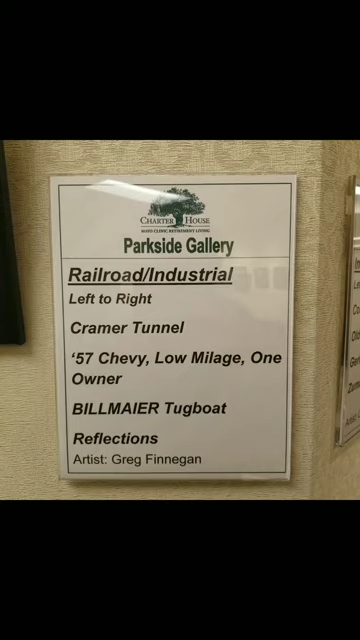 CHARTER HOUSE
MAYO CLINIC RETIREMENT LIVING
Parkside Gallery
Railroad/Industrial
Left to Right
Cramer Tunnel
‘57 Chevy, Low Milage, One
Owner
BILLMAIER Tugboat
Reflections
Artist: Greg Finnegan